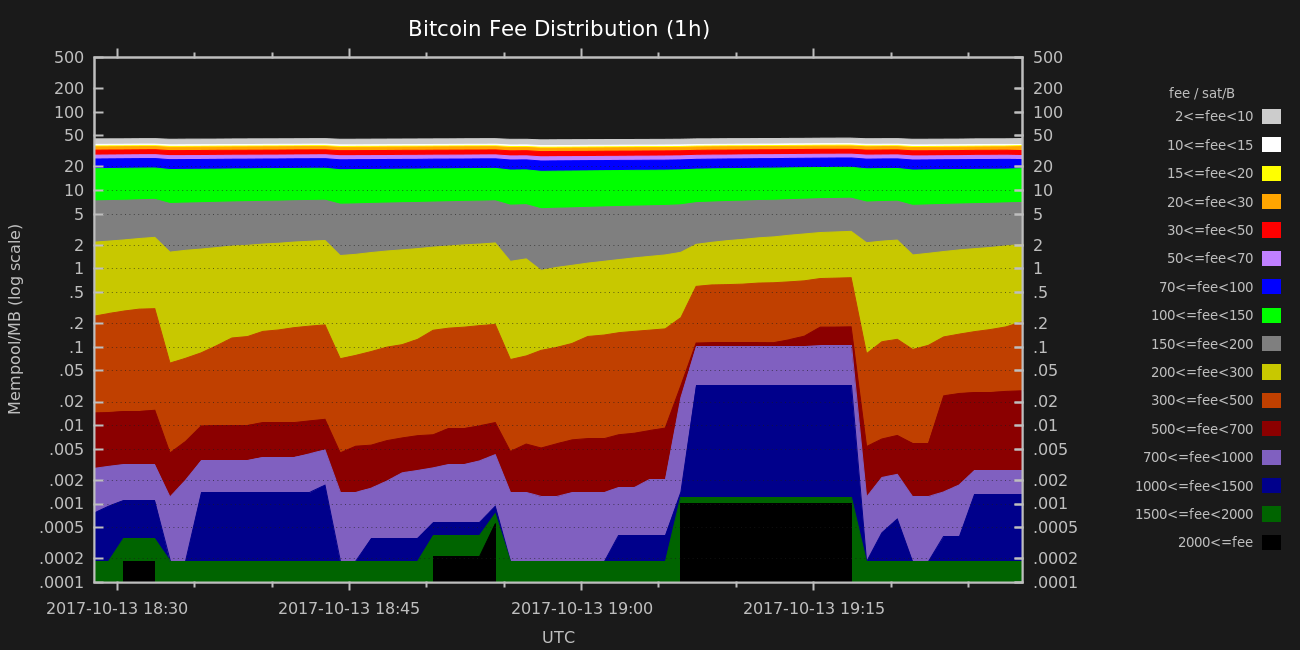 Bitcoin Fee Distribution (1h)
Mempool/MB (log scale)
500
200
100
50
20
10
5
2
1
.5
.2
.1
.05
.02
.01
.005
.002
.001
.0005
.0002
.0001
500
200
100
50
20
10
5
2
1
.5
.2
.1
.05
.02
.01
.005
.002
.001
.0005
.0002
.0001
2017-10-13 18:30 2017-10-13 18:45 2017-10-13 19:00 2017-10-13 19:15
UTC
fee / sat/B
2<=fee<10
10<=fee<15
15<=fee<20
20<=fee<30
30<=fee<50
50<=fee<70
70<=fee<100
100<=fee<150
150<=fee<200
200<=fee<300
300<=fee<500
500<=fee<700
700<=fee<1000
1000<=fee<1500
1500<=fee<2000
2000<=fee